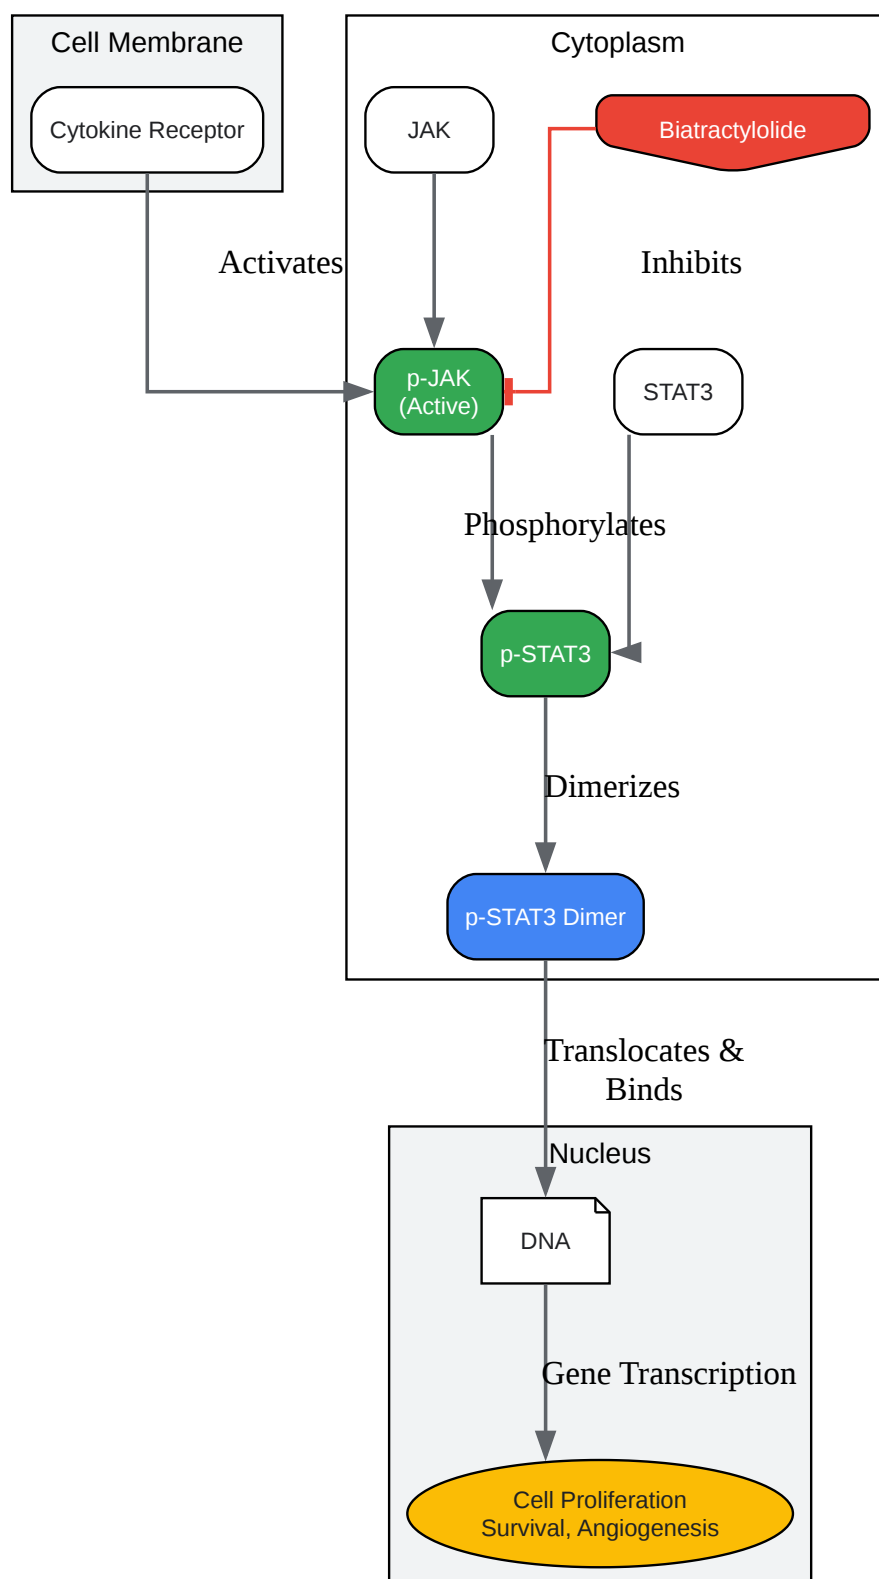 Cell Membrane
Cytoplasm
Cytokine Receptor
JAK
Biatractylolide
Activates
Inhibits
p-JAK
(Active)
STAT3
Phosphorylates
p-STAT3
Dimerizes
p-STAT3 Dimer
Translocates &
Binds
Nucleus
DNA
Gene Transcription
Cell Proliferation
Survival, Angiogenesis